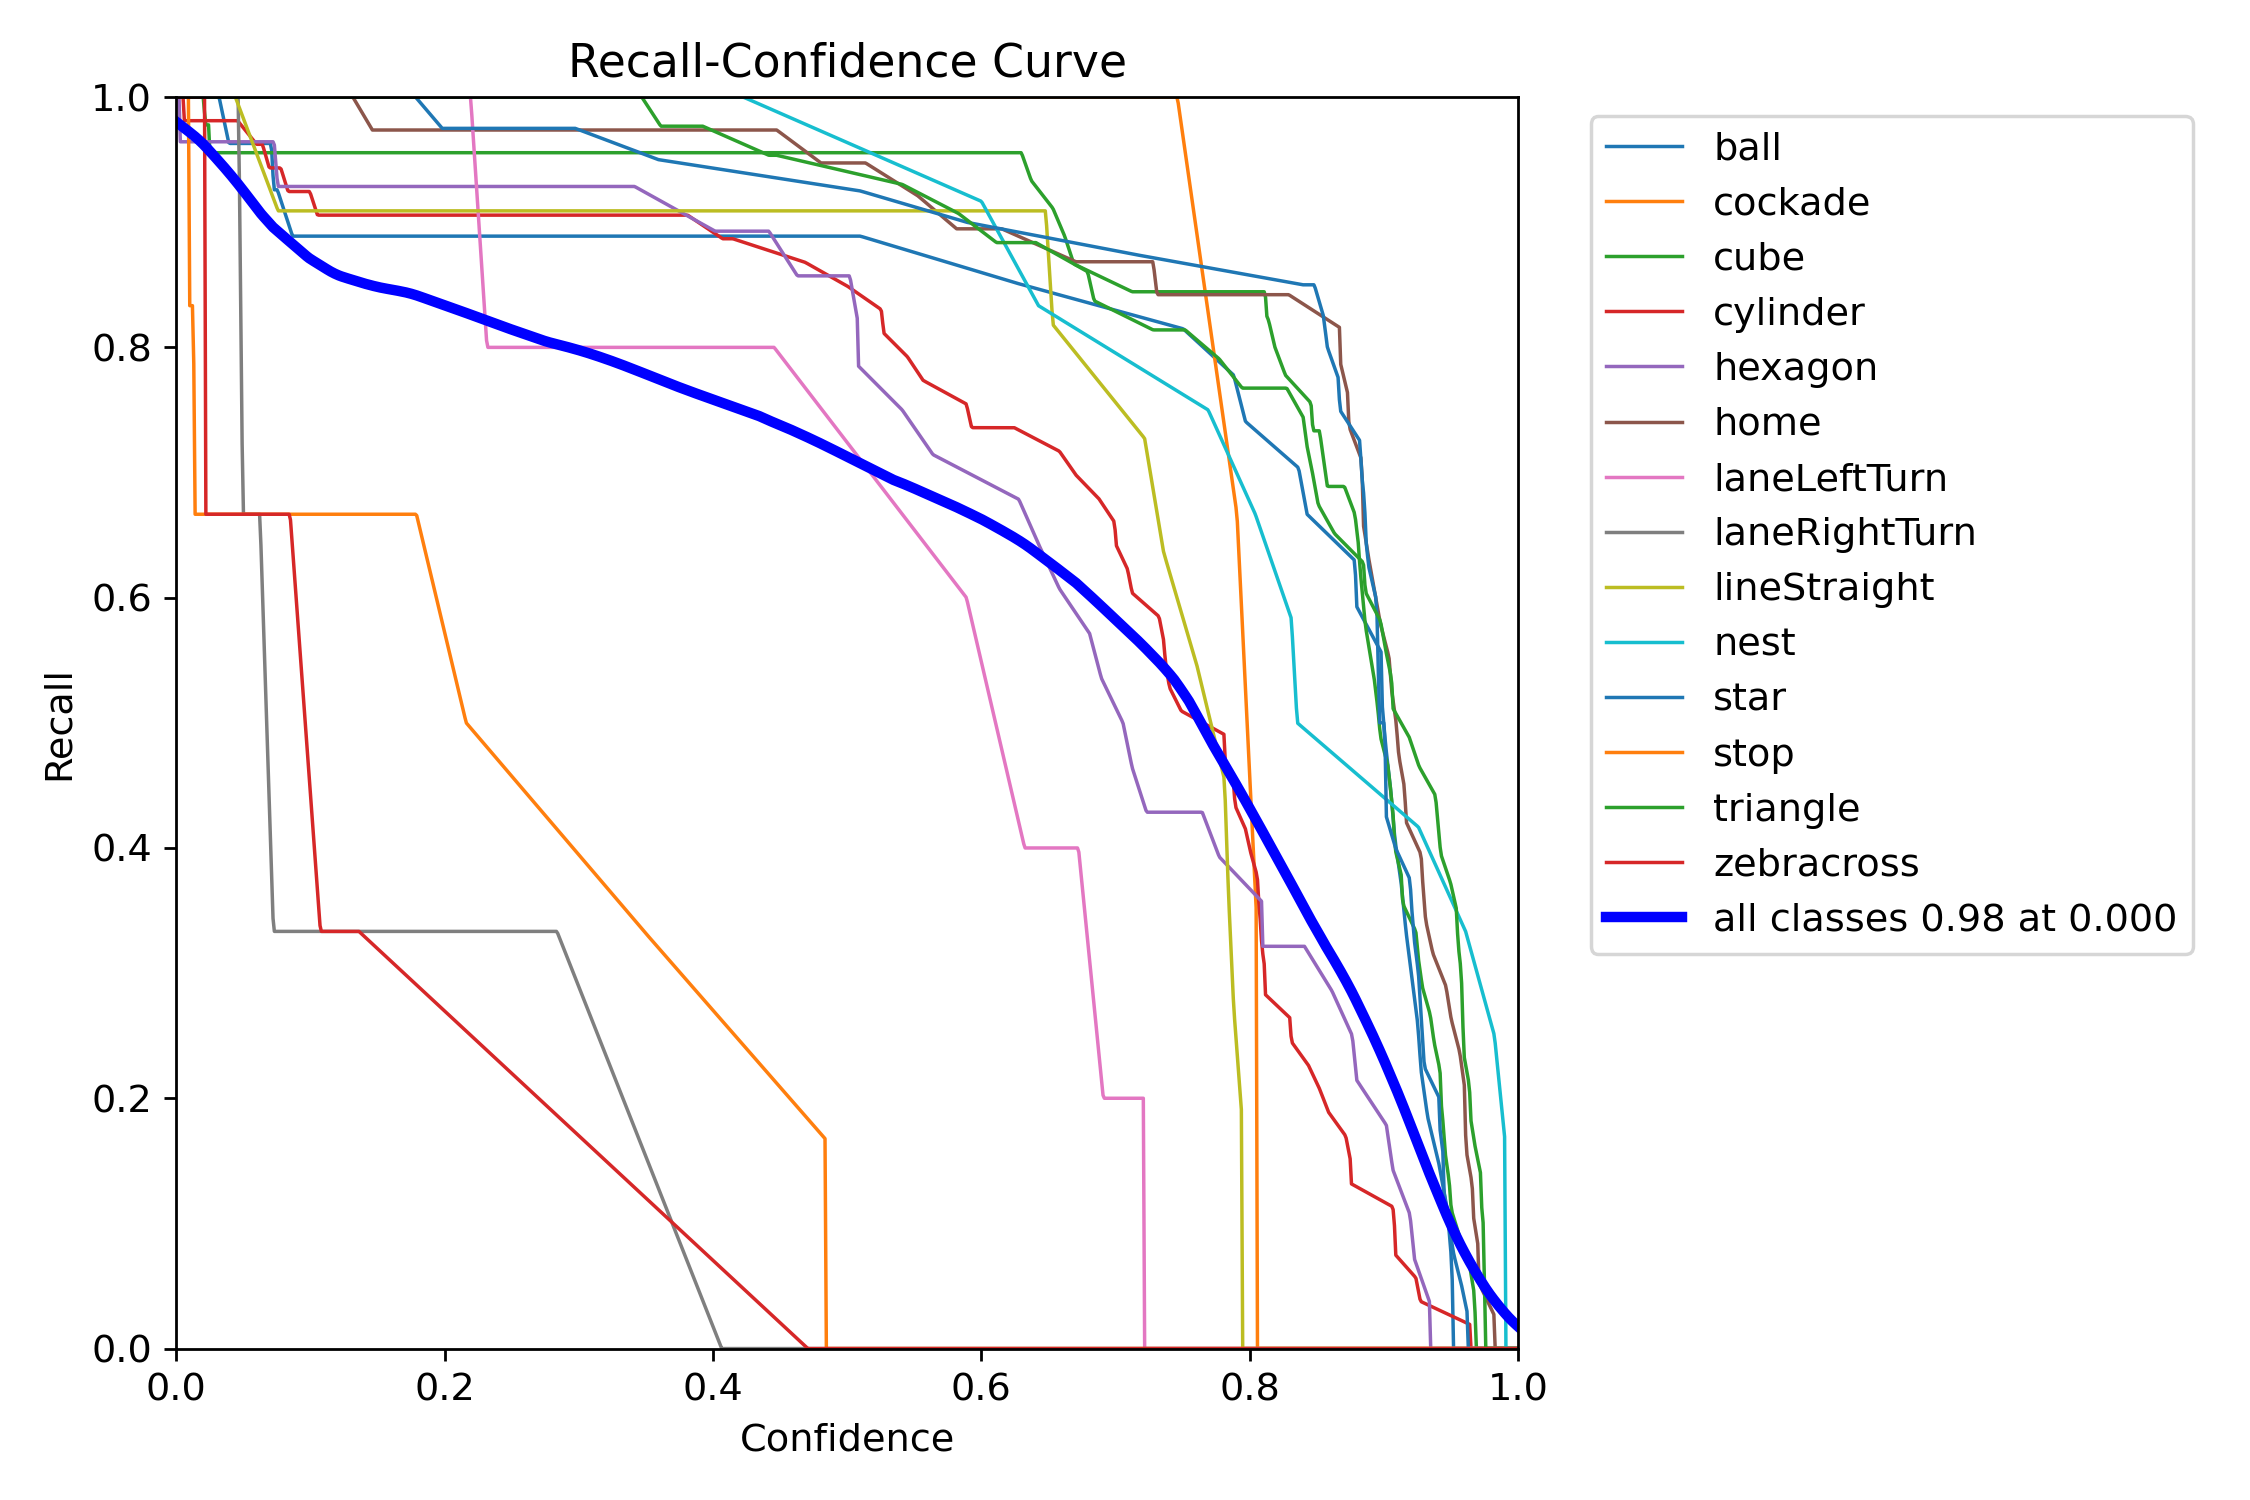 Recall-Confidence Curve
1.0
0.8
0.6
0.4
0.2
0.0
Recall
0.0
0.2
0.4
0.6
0.8
1.0
Confidence
ball
cockade
cube
cylinder
hexagon
home
laneLeftTurn
laneRightTurn
lineStraight
nest
star
stop
triangle
zebracross
all classes 0.98 at 0.000